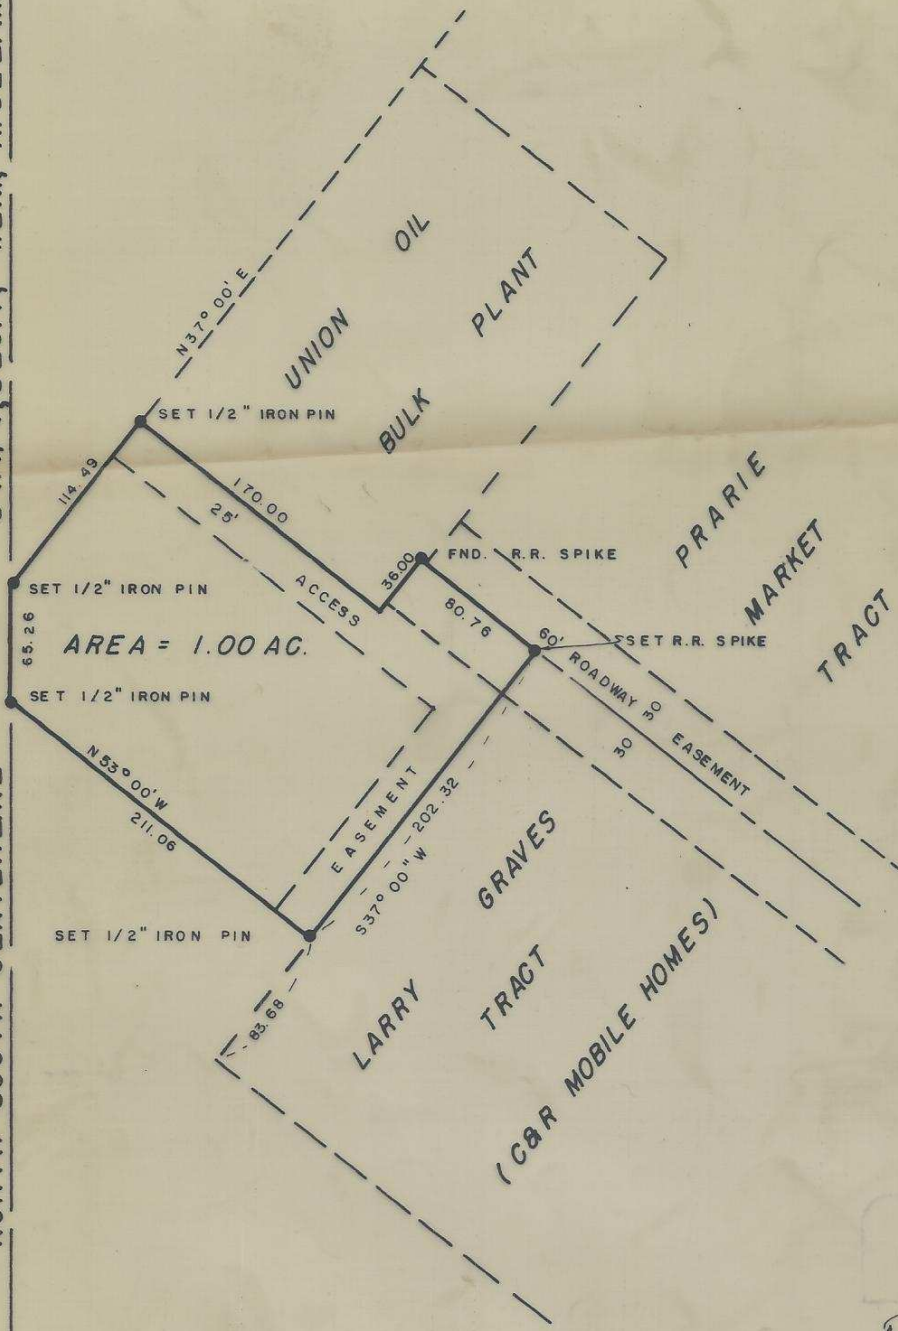 N 37° 00' E
UNION OIL
BULK PLANT
SET 1/2" IRON PIN
114.49
170.00
25'
ACCESS
36.00
FND. R.R. SPIKE
80.76
60'
SET R.R. SPIKE
ROADWAY
EASEMENT
30
30
PRARIE
MARKET
TRACT
SET 1/2" IRON PIN
65.26
AREA = 1.00 AC.
SET 1/2" IRON PIN
N 53° 00' W
211.06
EASEMENT
202.32
S37° 00" W
SET 1/2" IRON PIN
83.68
LARRY GRAVES
TRACT
(C&R MOBILE HOMES)